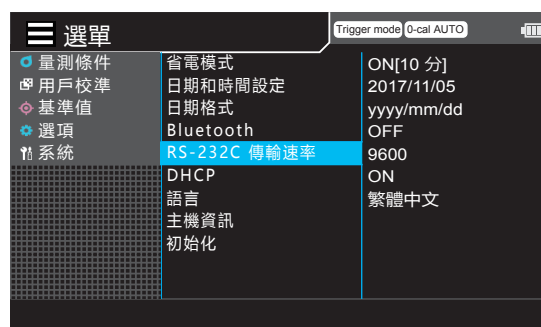 選單
Trigger mode 0-cal AUTO
量測條件 省電模式 ON[10 分]
用戶校準 日期和時間設定 2017/11/05
基準值 日期格式 yyyy/mm/dd
選項 Bluetooth OFF
系統 RS-232C 傳輸速率 9600
DHCP ON
語言 繁體中文
主機資訊
初始化